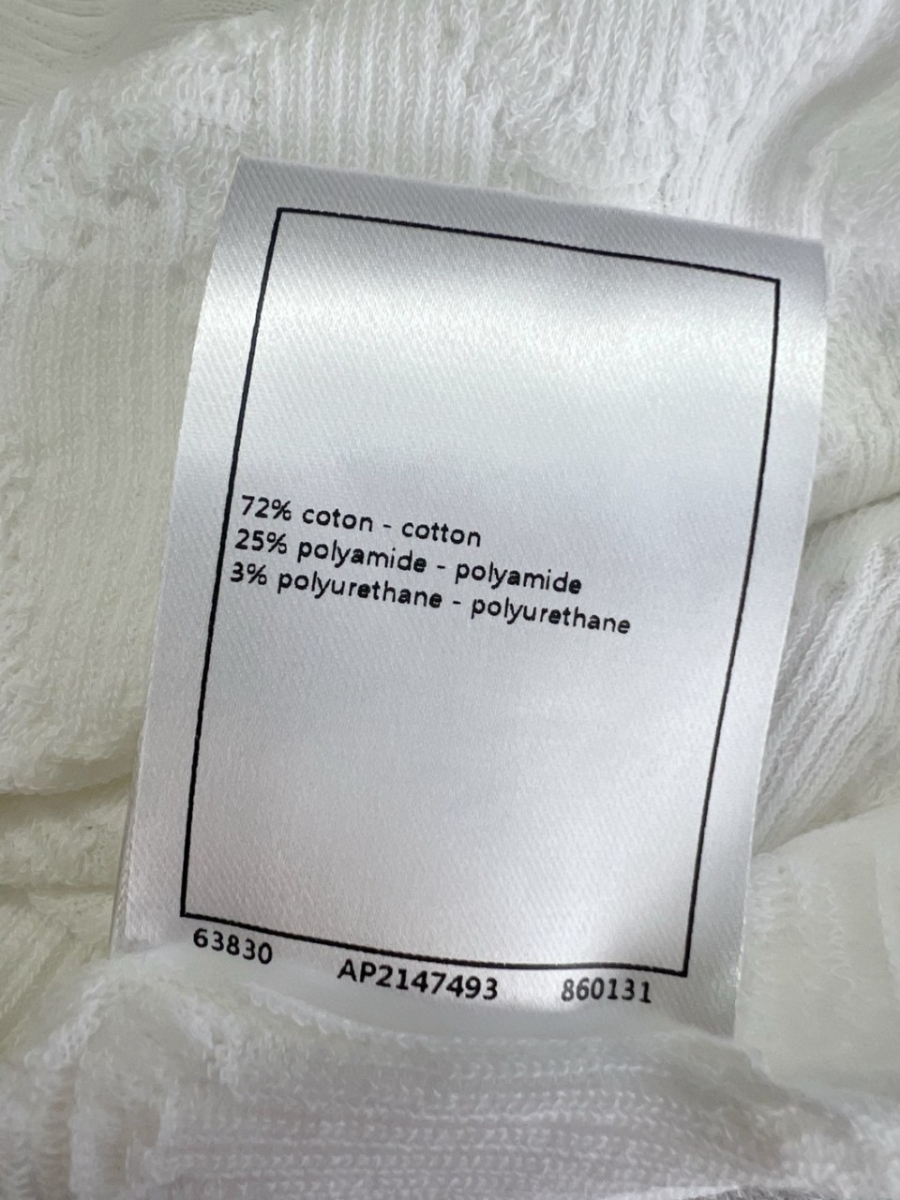 72% coton - cotton
25% polyamide - polyamide
3% polyurethane - polyurethane
63830 AP2147493 860131